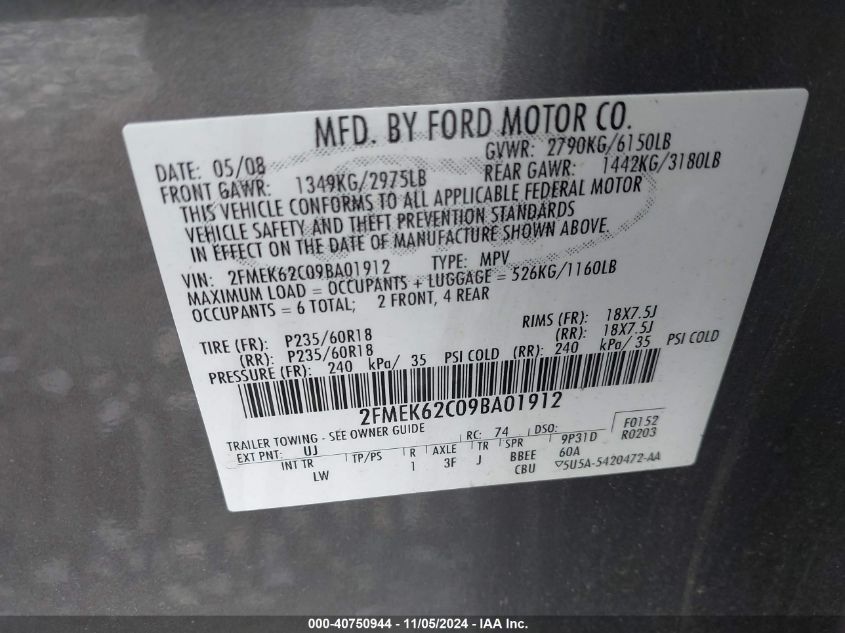 MFD. BY FORD MOTOR CO.
DATE: 05/08 GVWR: 2790KG/6150LB
FRONT GAWR: 1349KG/2975LB REAR GAWR: 1442KG/3180LB
THIS VEHICLE CONFORMS TO ALL APPLICABLE FEDERAL MOTOR
VEHICLE SAFETY AND THEFT PREVENTION STANDARDS
IN EFFECT ON THE DATE OF MANUFACTURE SHOWN ABOVE.
VIN: 2FMEK62C09BA01912 TYPE: MPV
MAXIMUM LOAD = OCCUPANTS + LUGGAGE = 526KG/1160LB
OCCUPANTS = 6 TOTAL; 2 FRONT, 4 REAR
TIRE (FR): P235/60R18 RIMS (FR): 18X7.5J
(RR): P235/60R18 (RR): 18X7.5J
PRESSURE (FR): 240 kPa/ 35 PSI COLD (RR): 240 kPa/ 35 PSI COLD
2FMEK62C09BA01912
TRAILER TOWING - SEE OWNER GUIDE RC: 74 DSO: F0152
EXT PNT: UJ TP/PS R AXLE TR SPR 9P31D R0203
INT TR 1 3F J BBEE 60A
LW CBU ▽5U5A-5420472-AA
000-40750944 - 11/05/2024 - IAA Inc.